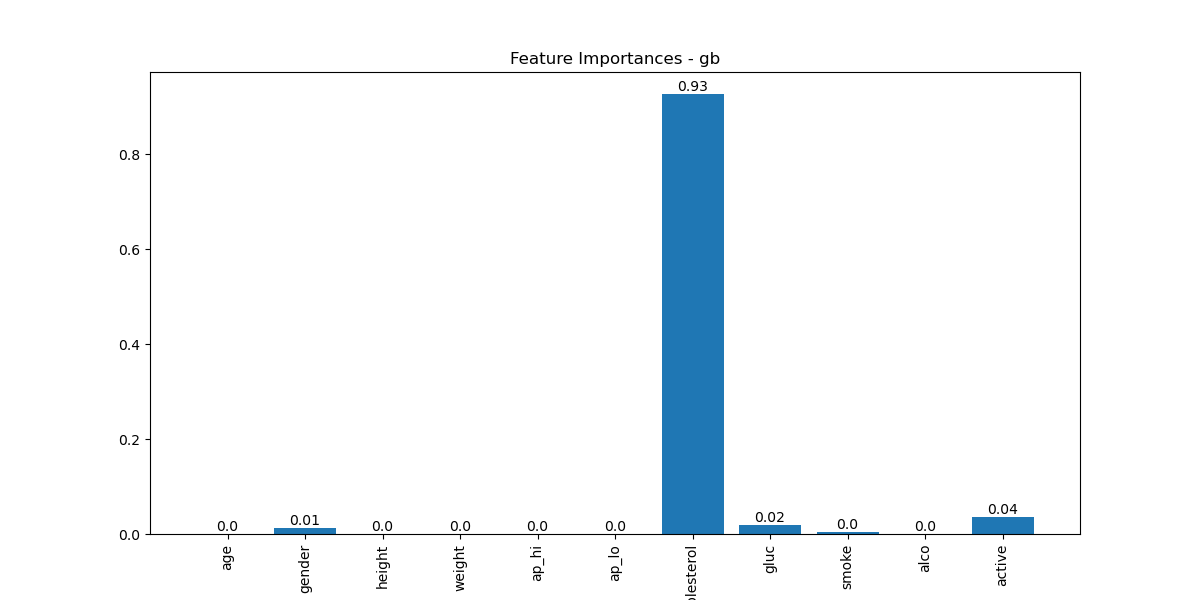 Feature Importances - gb
0.93
0.8
0.6
0.4
0.2
0.0
0.0
0.01
0.0
0.0
0.0
0.0
0.02
0.0
0.0
0.04
age
gender
height
weight
ap_hi
ap_lo
olesterol
gluc
smoke
alco
active